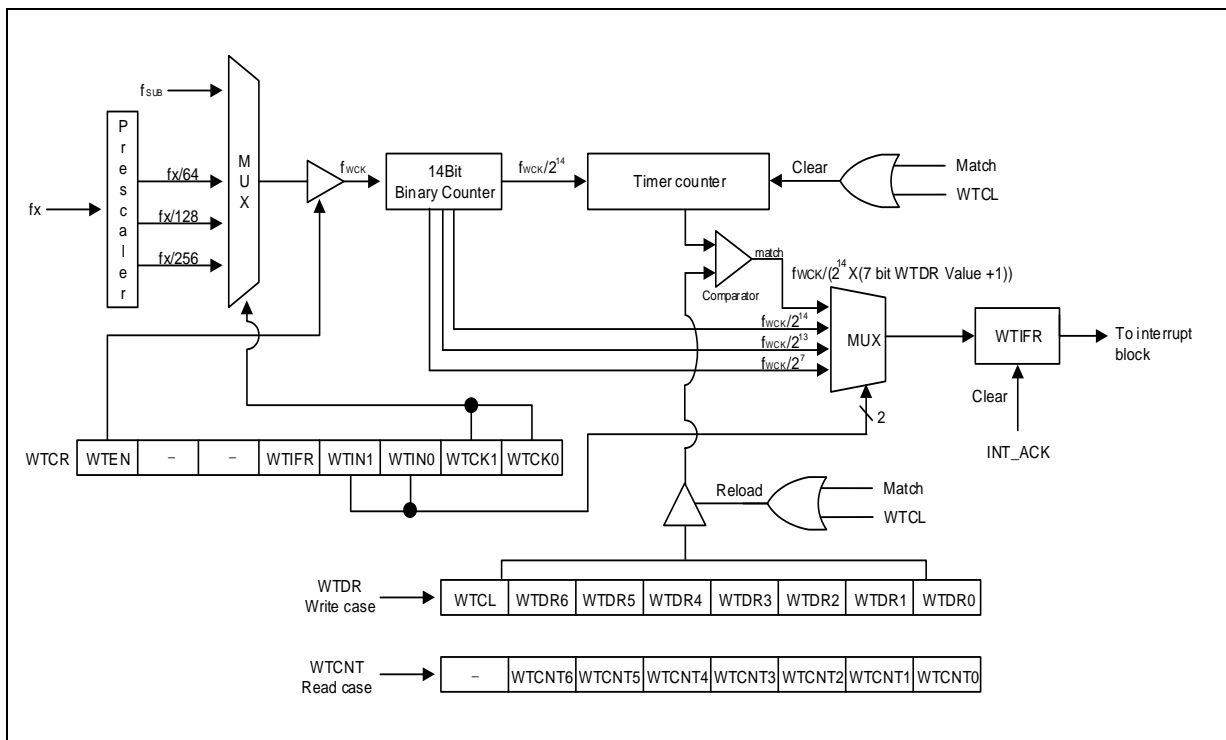 fSUB
Prescaler
MUX
fx
fx/64
fx/128
fx/256
fWCK
14Bit
Binary Counter
fWCK/2^14
Timer counter
Clear
Match
WTCL
match
Comparator
fWCK/(2^14 X(7 bit WTDR Value +1))
fWCK/2^14
fWCK/2^13
fWCK/2^7
MUX
2
WTIFR
To interrupt
block
Clear
INT_ACK
WTCR WTEN – – WTIFR WTIN1 WTIN0 WTCK1 WTCK0
Reload
Match
WTCL
WTDR
Write case
WTCL WTDR6 WTDR5 WTDR4 WTDR3 WTDR2 WTDR1 WTDR0
WTCNT
Read case
– WTCNT6 WTCNT5 WTCNT4 WTCNT3 WTCNT2 WTCNT1 WTCNT0